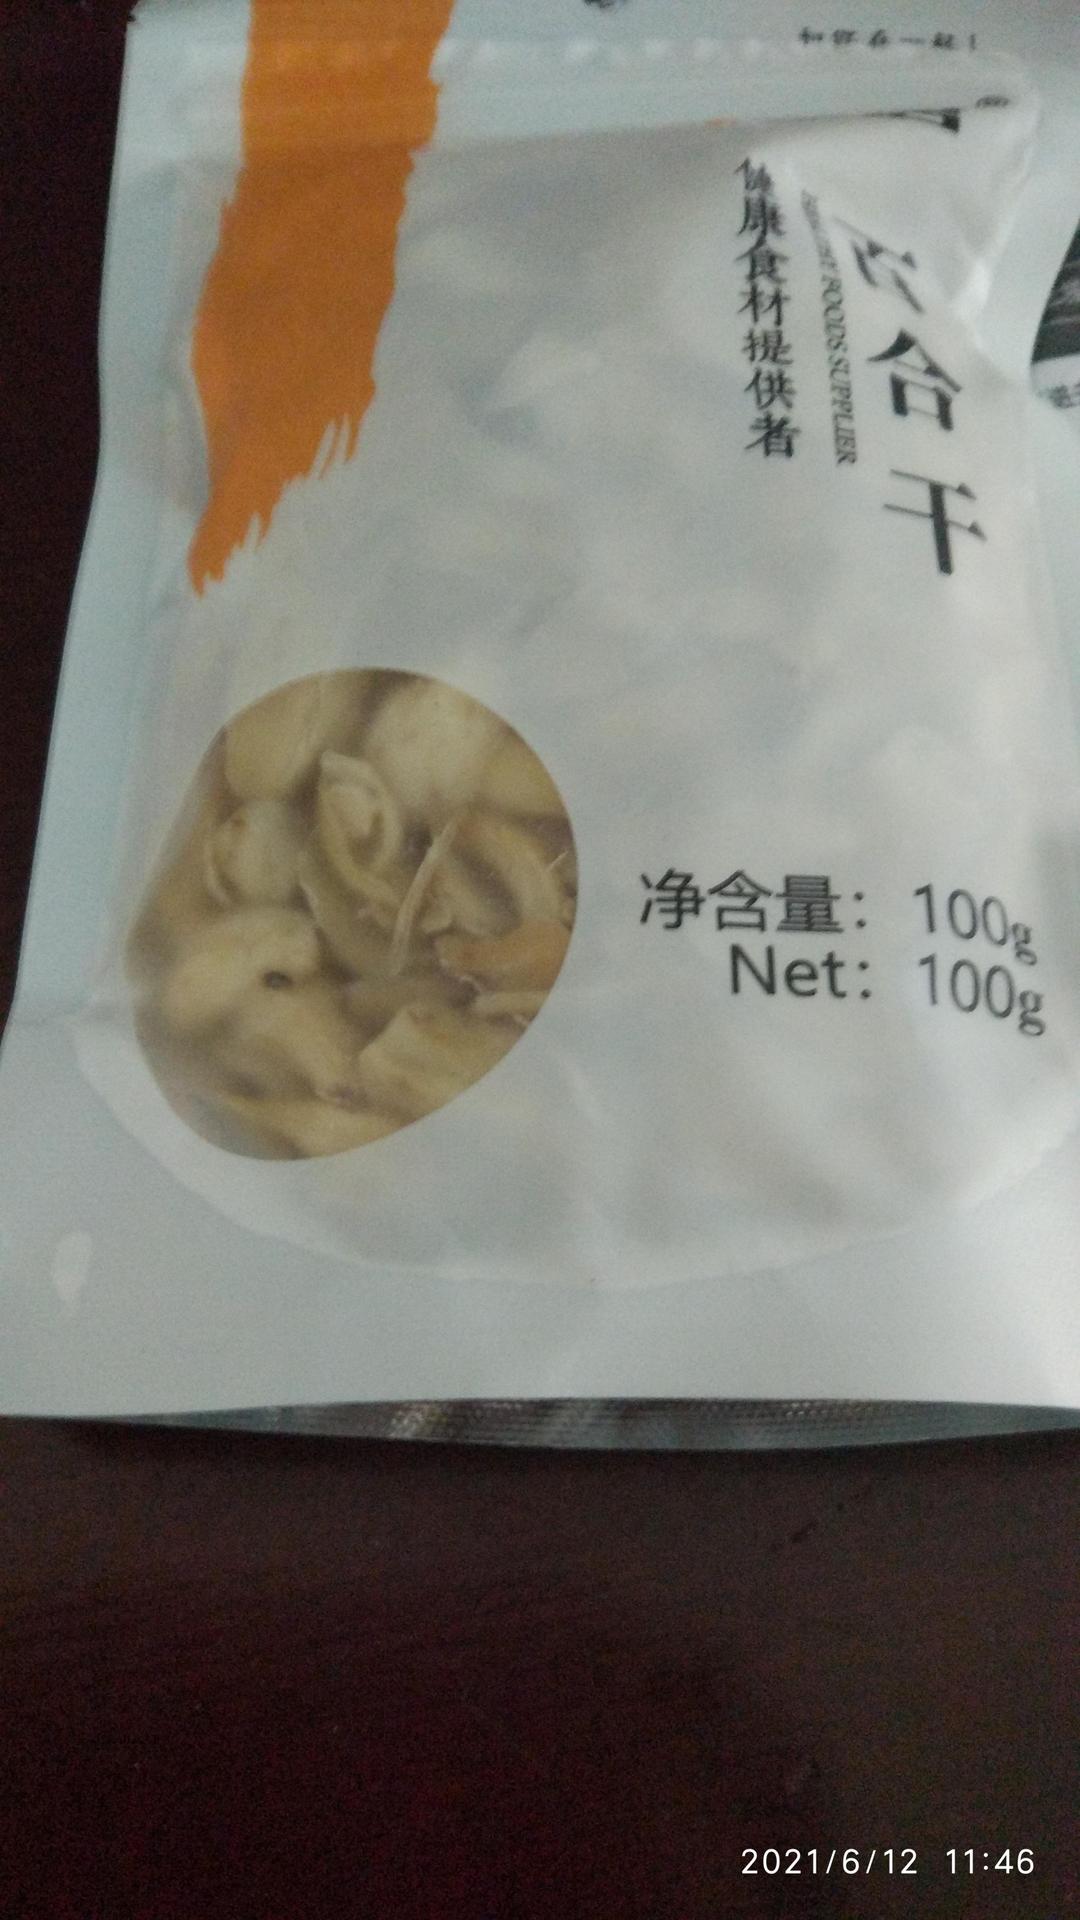 健康食材提供者
FOODS SUPPLIER
合干
净含量： 100g
Net： 100g
2021/6/12 11:46